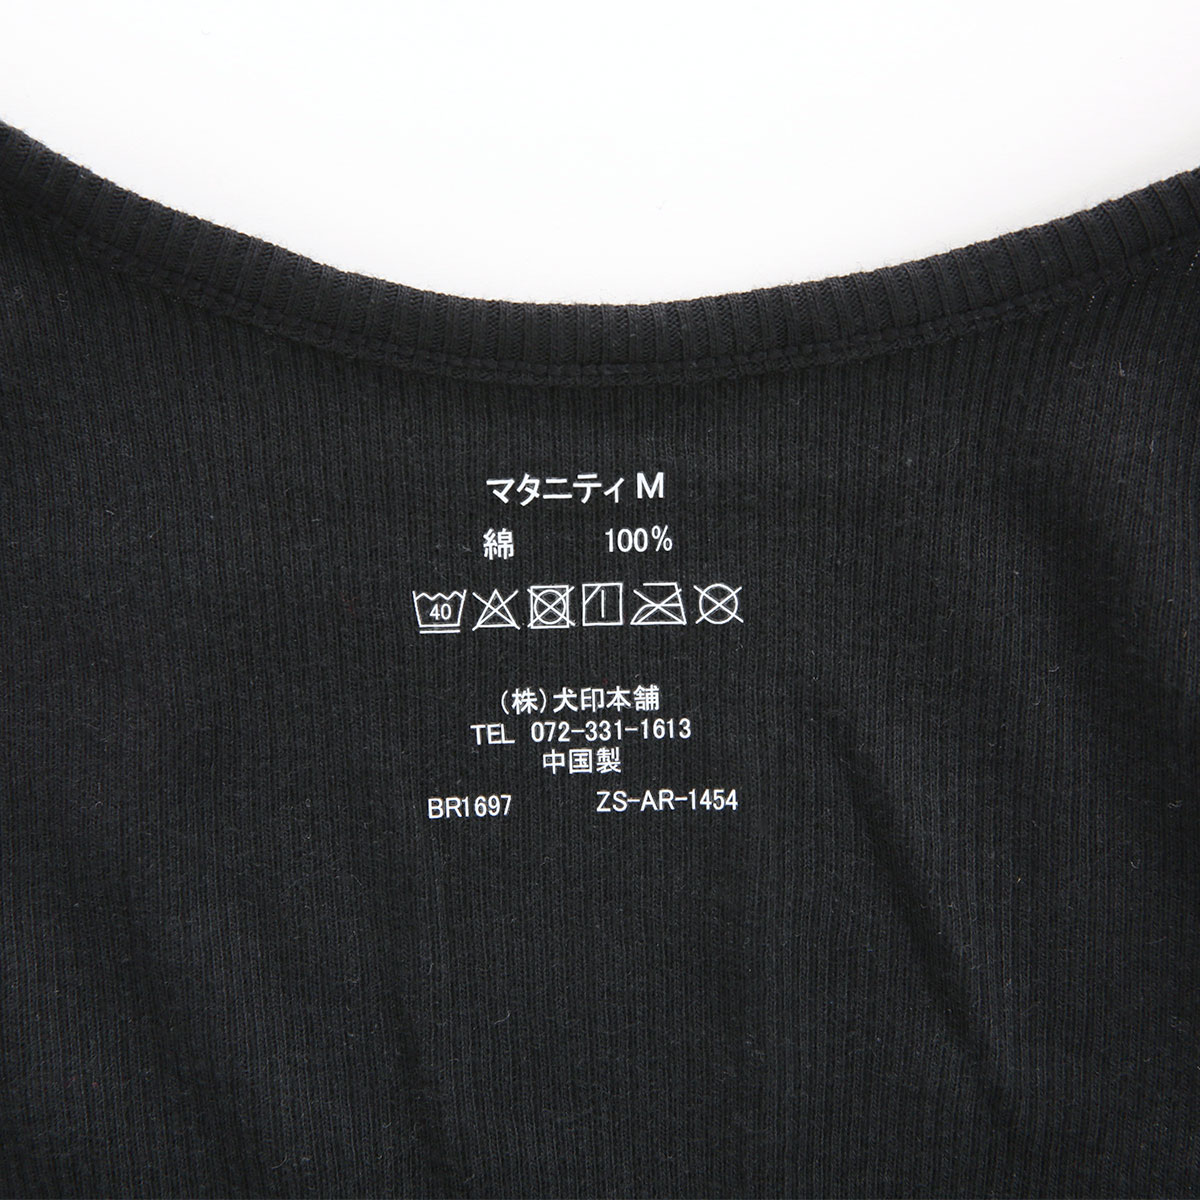 マタニティ M
綿 100%
40
(株)犬印本舗
TEL 072-331-1613
中国製
BR1697 ZS-AR-1454